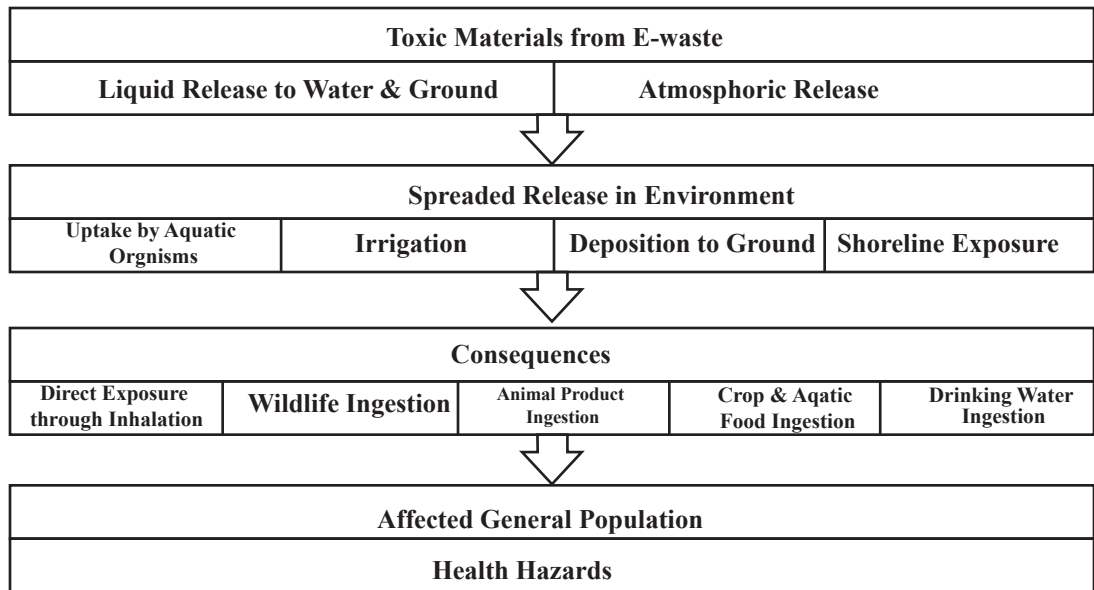 Toxic Materials from E-waste
Liquid Release to Water & Ground
Atmosphoric Release
Spreaded Release in Environment
Uptake by Aquatic
Orgnisms
Irrigation
Deposition to Ground
Shoreline Exposure
Consequences
Direct Exposure
through Inhalation
Wildlife Ingestion
Animal Product
Ingestion
Crop & Aqatic
Food Ingestion
Drinking Water
Ingestion
Affected General Population
Health Hazards